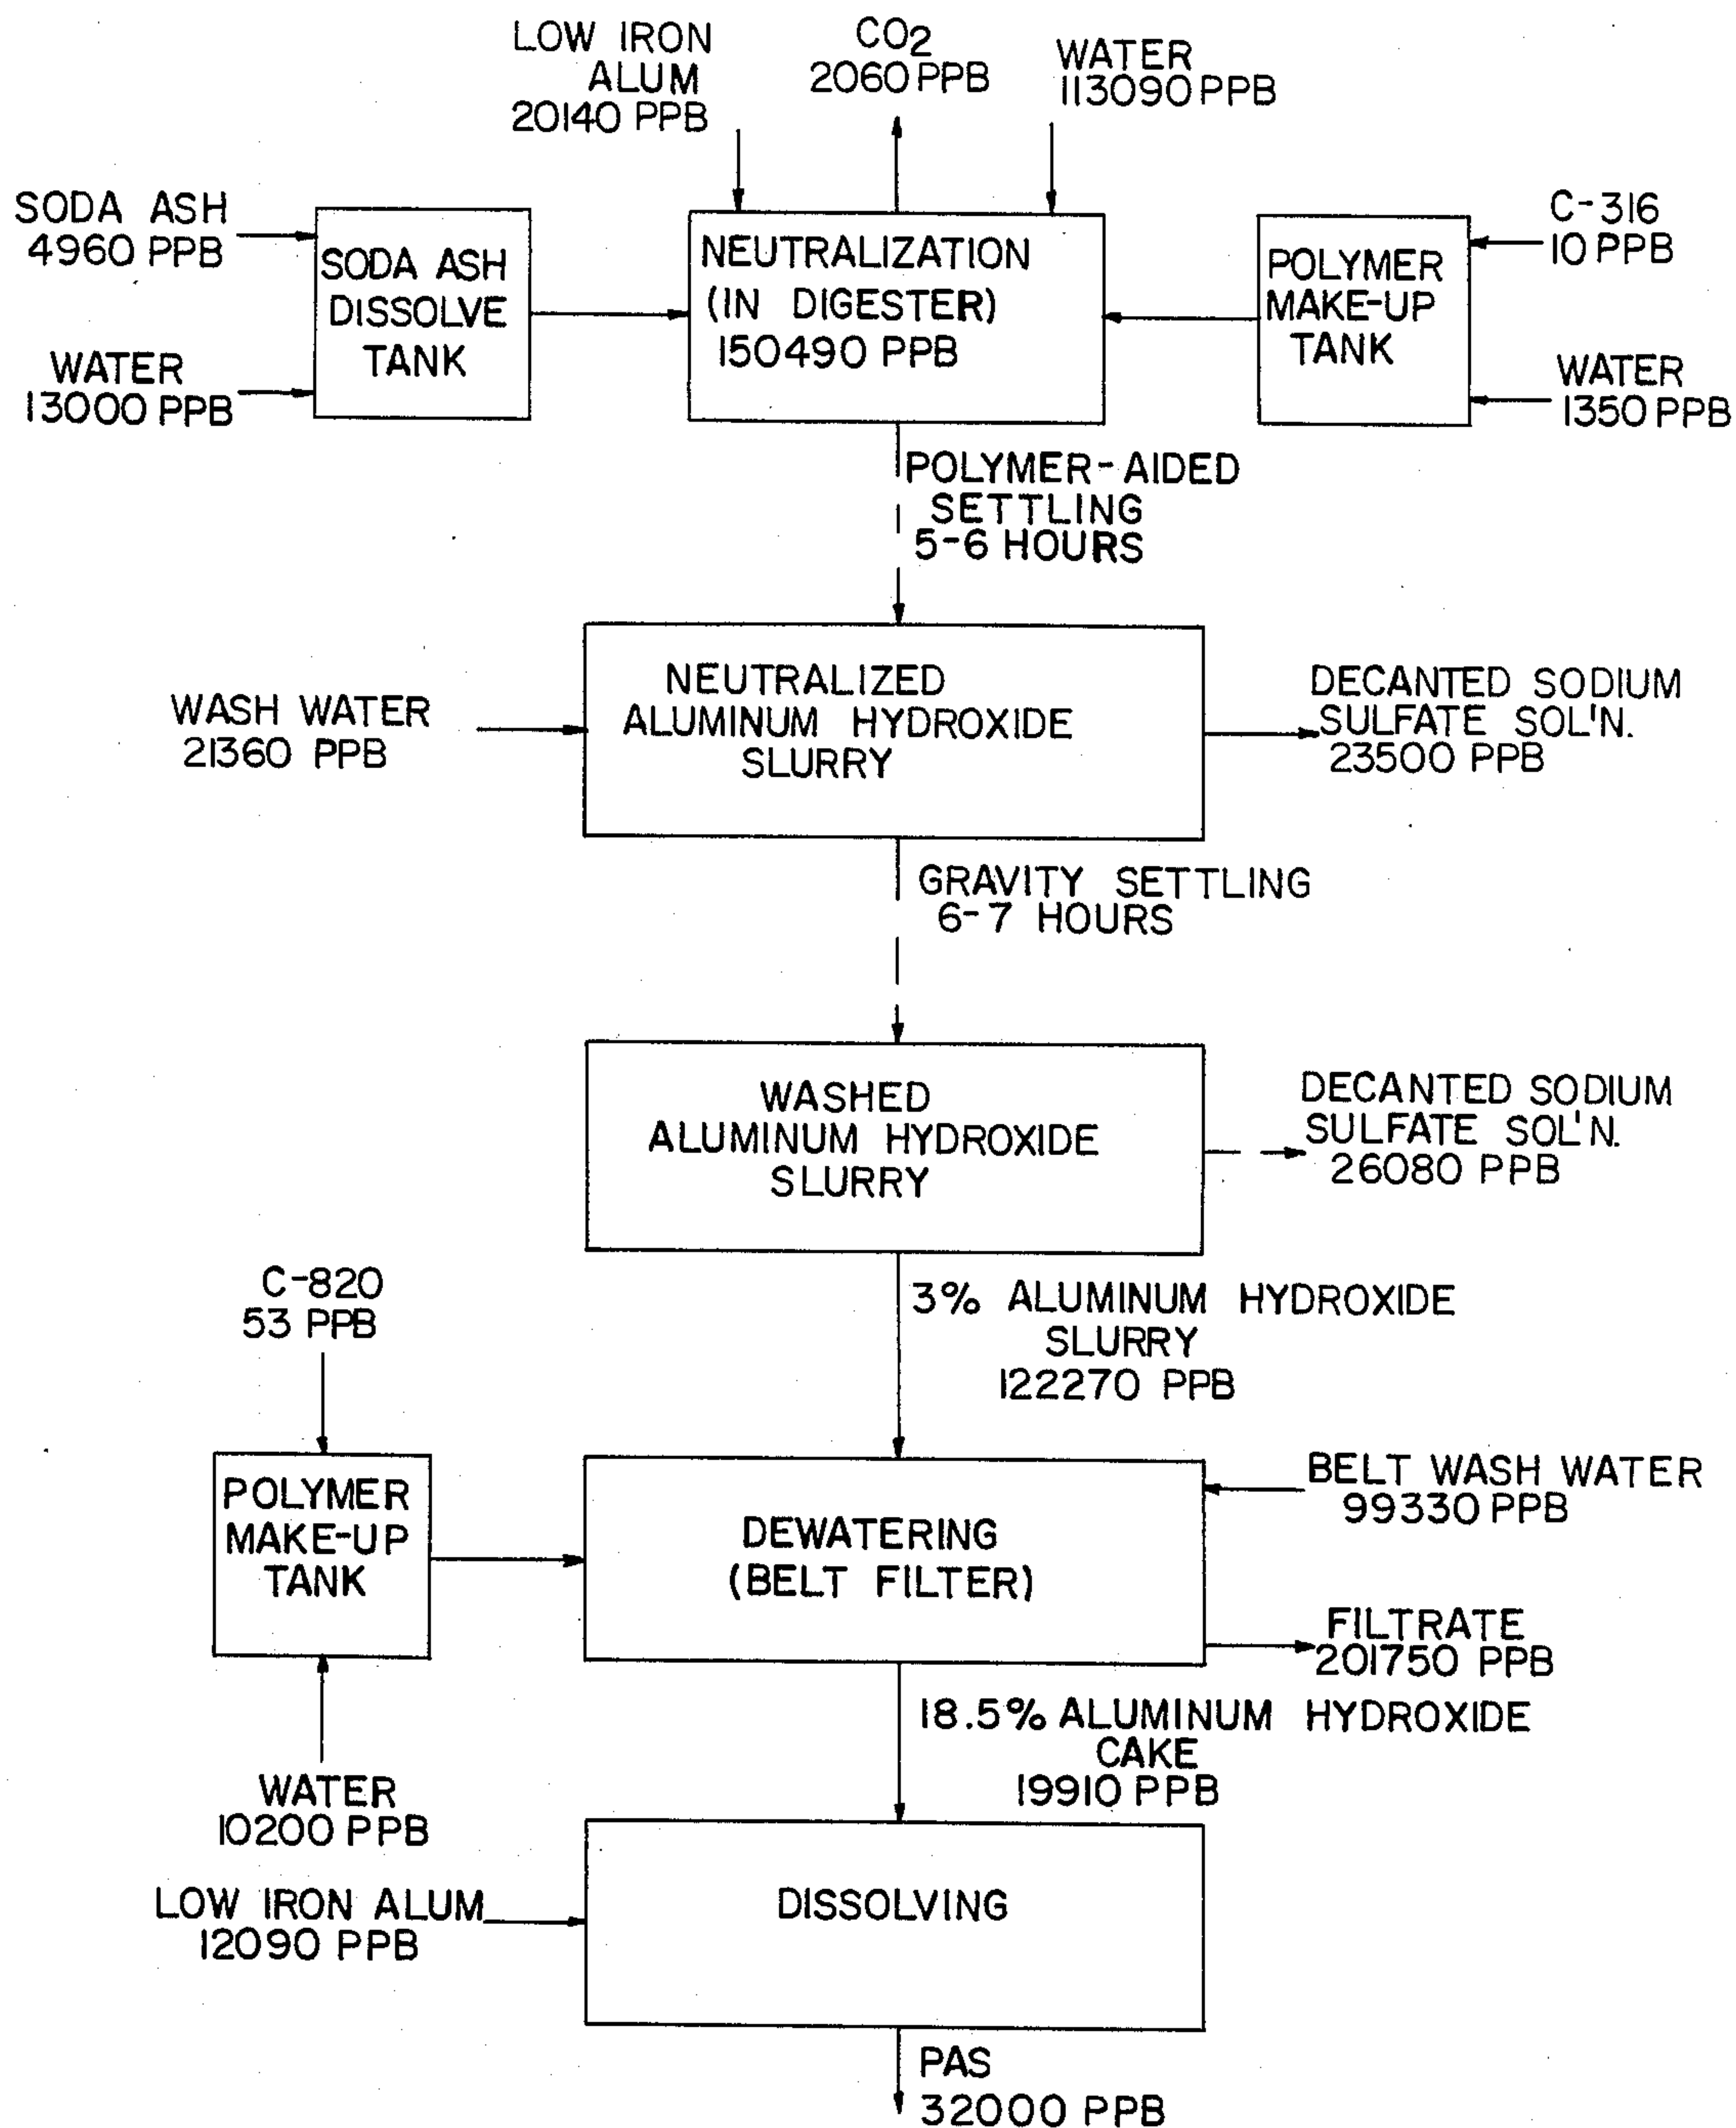 LOW IRON
ALUM
20140 PPB
CO2
2060 PPB
WATER
113090 PPB
SODA ASH
4960 PPB
WATER
13000 PPB
SODA ASH
DISSOLVE
TANK
NEUTRALIZATION
(IN DIGESTER)
150490 PPB
POLYMER
MAKE-UP
TANK
C-316
10 PPB
WATER
1350 PPB
POLYMER-AIDED
SETTLING
5-6 HOURS
WASH WATER
21360 PPB
NEUTRALIZED
ALUMINUM HYDROXIDE
SLURRY
DECANTED SODIUM
SULFATE SOL'N.
23500 PPB
GRAVITY SETTLING
6-7 HOURS
WASHED
ALUMINUM HYDROXIDE
SLURRY
DECANTED SODIUM
SULFATE SOL'N.
26080 PPB
3% ALUMINUM HYDROXIDE
SLURRY
122270 PPB
C-820
53 PPB
POLYMER
MAKE-UP
TANK
WATER
10200 PPB
DEWATERING
(BELT FILTER)
BELT WASH WATER
99330 PPB
FILTRATE
201750 PPB
18.5% ALUMINUM HYDROXIDE
CAKE
19910 PPB
LOW IRON ALUM
12090 PPB
DISSOLVING
PAS
32000 PPB